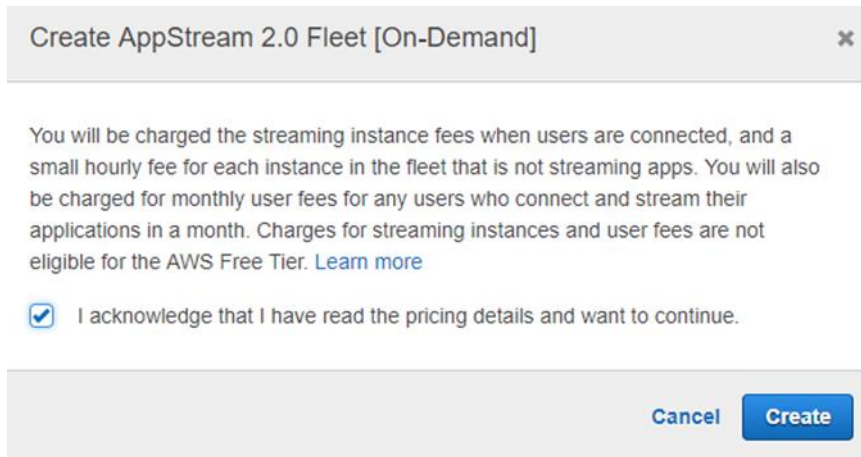 Create AppStream 2.0 Fleet [On-Demand]
You will be charged the streaming instance fees when users are connected, and a
small hourly fee for each instance in the fleet that is not streaming apps. You will also
be charged for monthly user fees for any users who connect and stream their
applications in a month. Charges for streaming instances and user fees are not
eligible for the AWS Free Tier. Learn more
I acknowledge that I have read the pricing details and want to continue.
Cancel Create